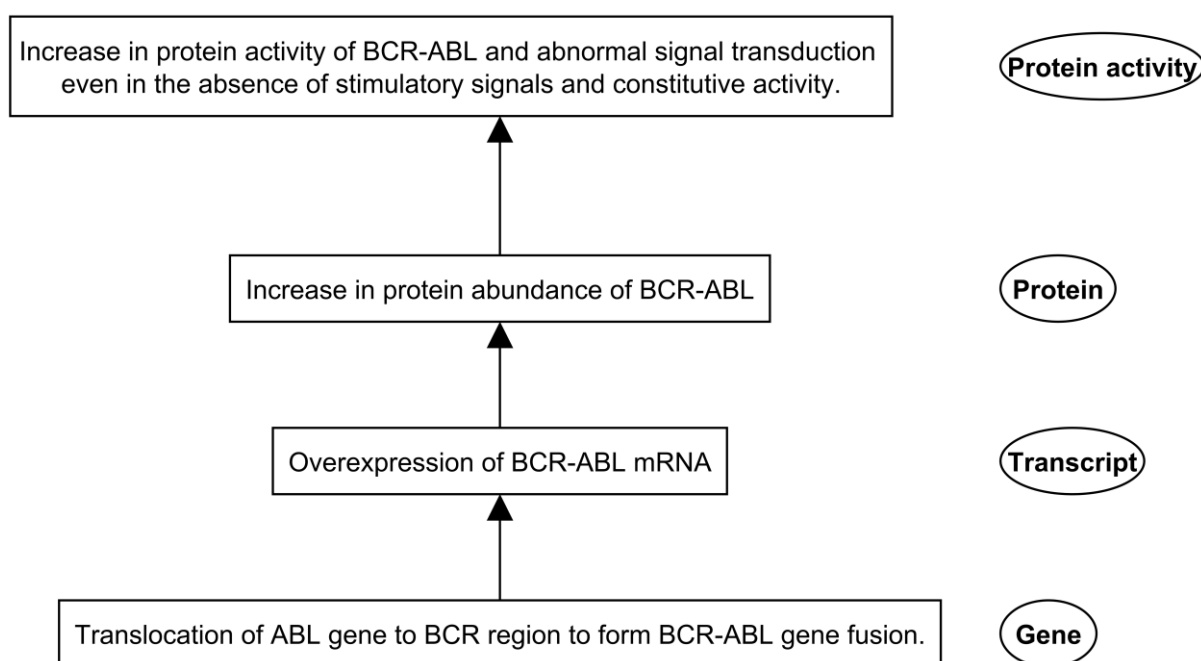 Increase in protein activity of BCR-ABL and abnormal signal transduction
even in the absence of stimulatory signals and constitutive activity.
Protein activity
Increase in protein abundance of BCR-ABL
Protein
Overexpression of BCR-ABL mRNA
Transcript
Translocation of ABL gene to BCR region to form BCR-ABL gene fusion.
Gene